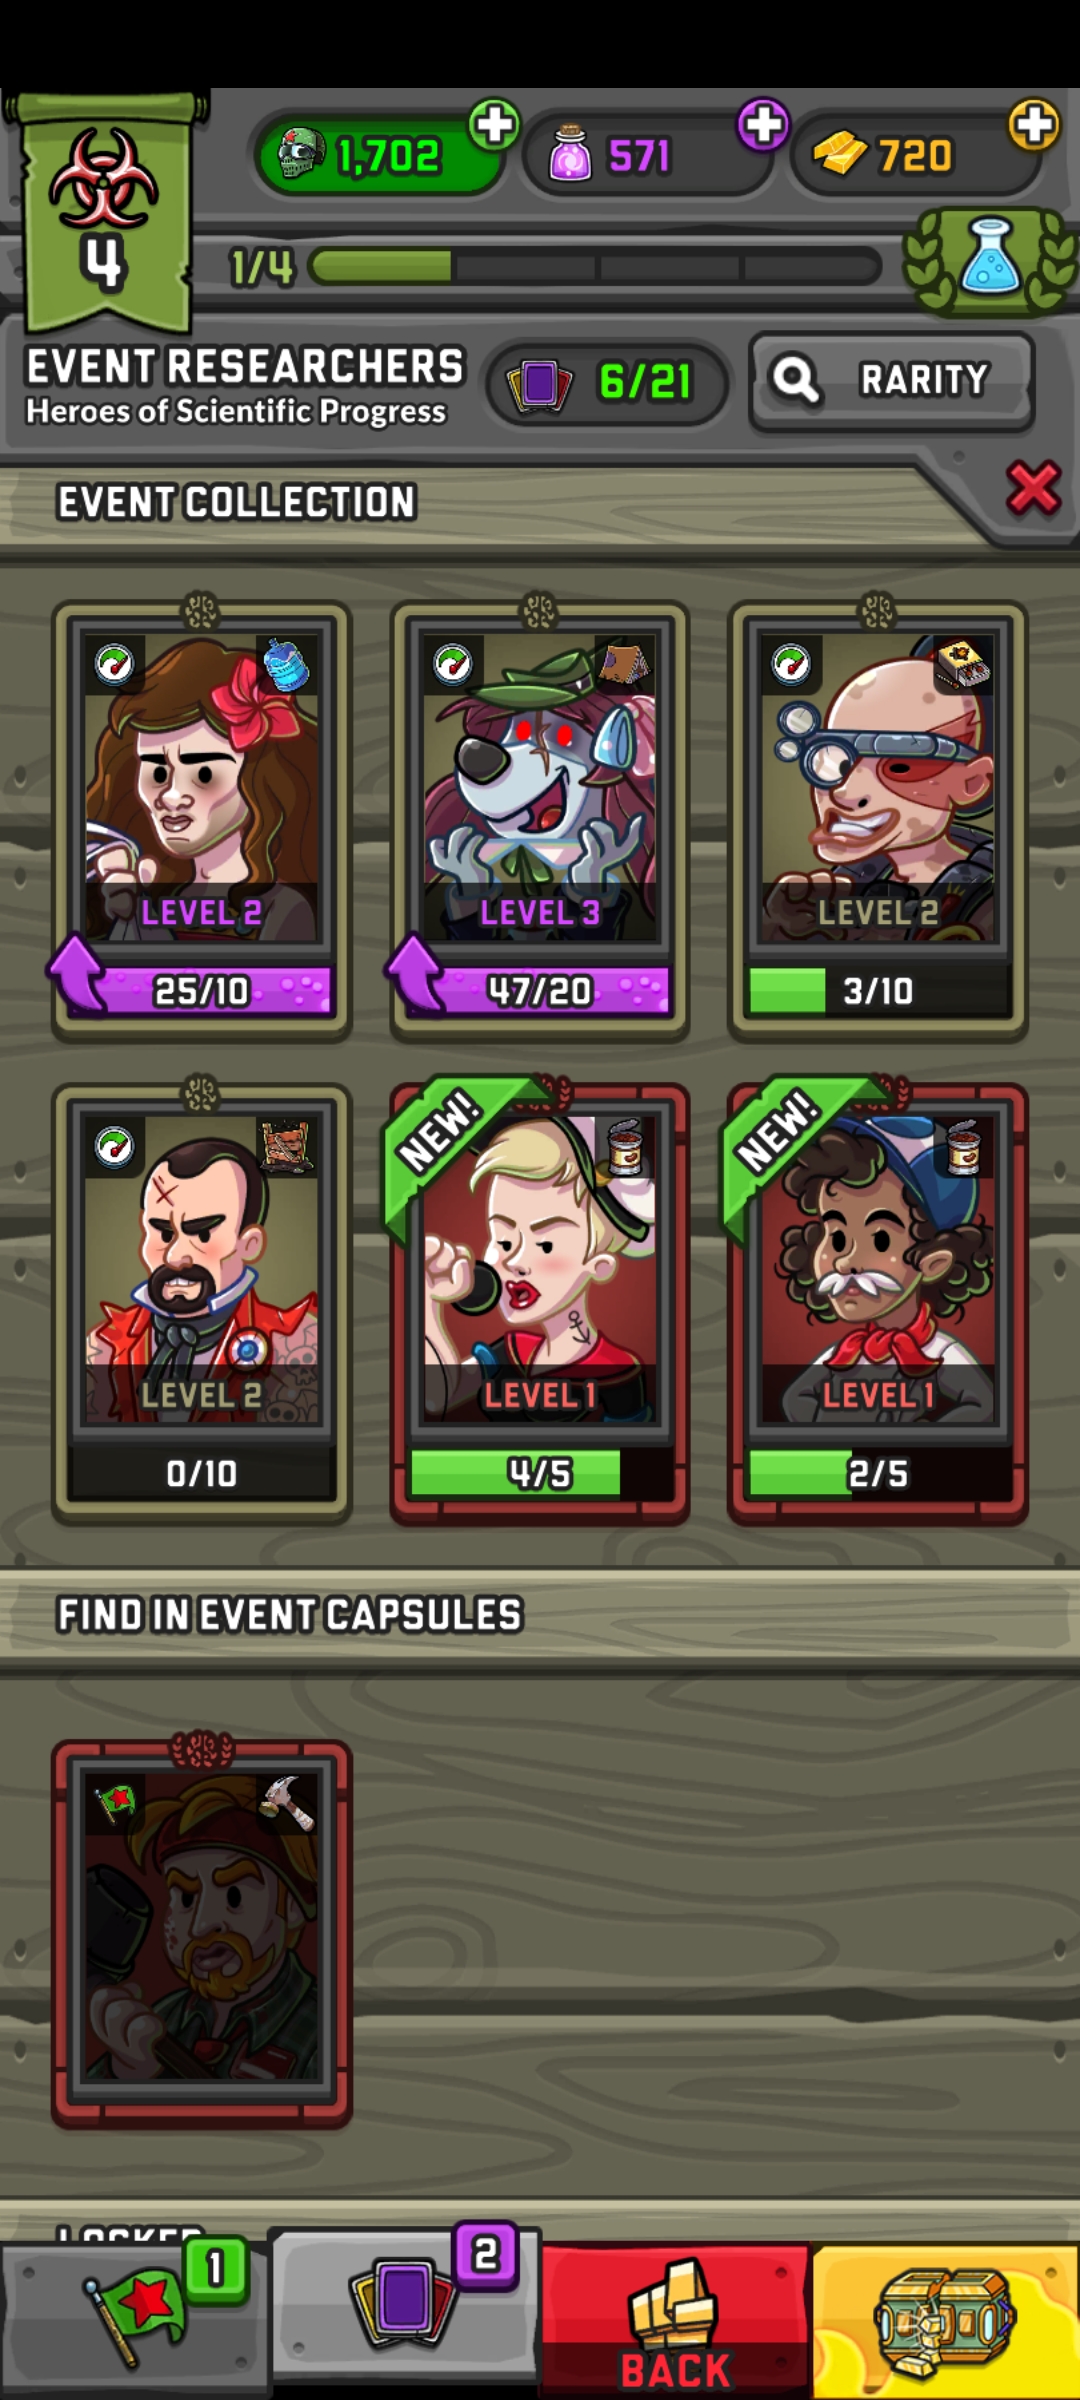 1,702
571
720
4
1/4
EVENT RESEARCHERS
Heroes of Scientific Progress
6/21
RARITY
EVENT COLLECTION
LEVEL 2
LEVEL 3
LEVEL 2
25/10
47/20
3/10
NEW!
NEW!
LEVEL 2
LEVEL 1
LEVEL 1
0/10
4/5
2/5
FIND IN EVENT CAPSULES
LOCKED
1
2
BACK